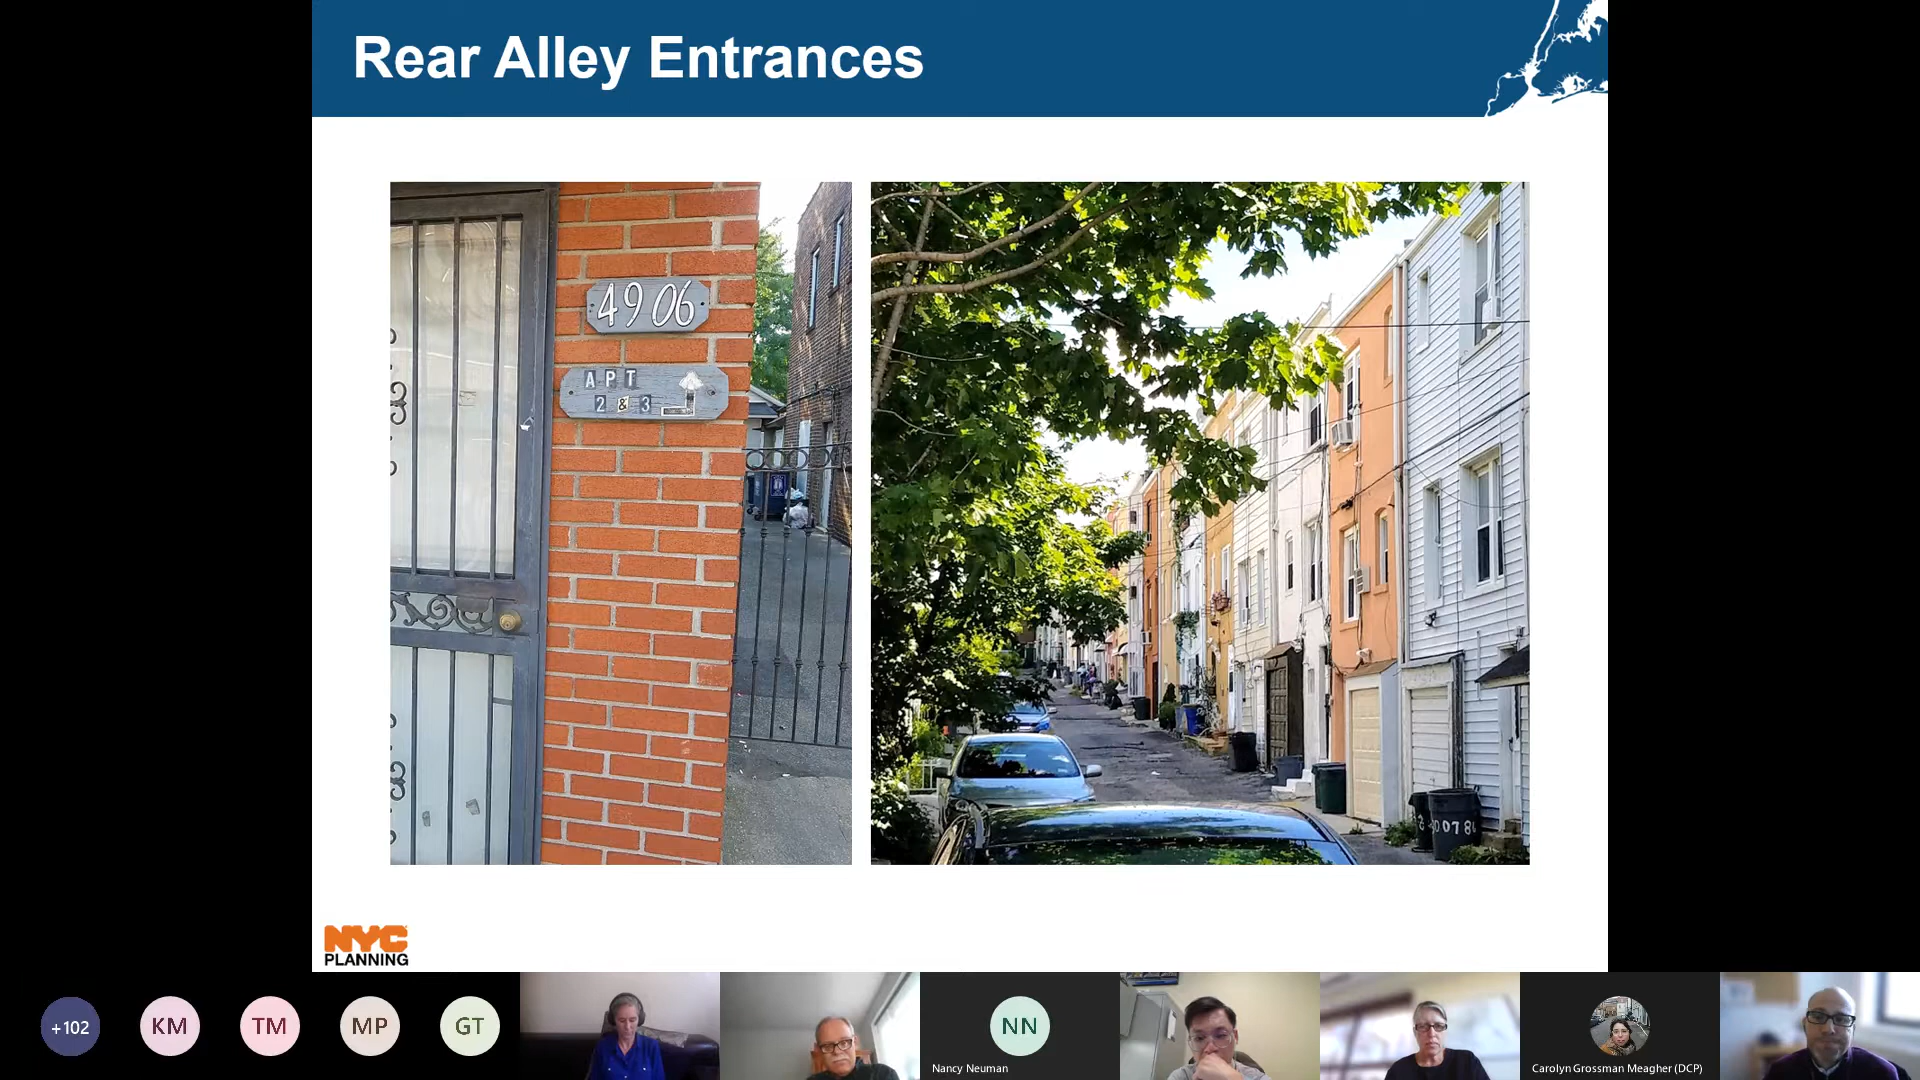 Rear Alley Entrances
4906
APT
2 & 3
NYC
PLANNING
+102
KM
TM
MP
GT
NN
Nancy Neuman
Carolyn Grossman Meagher (DCP)